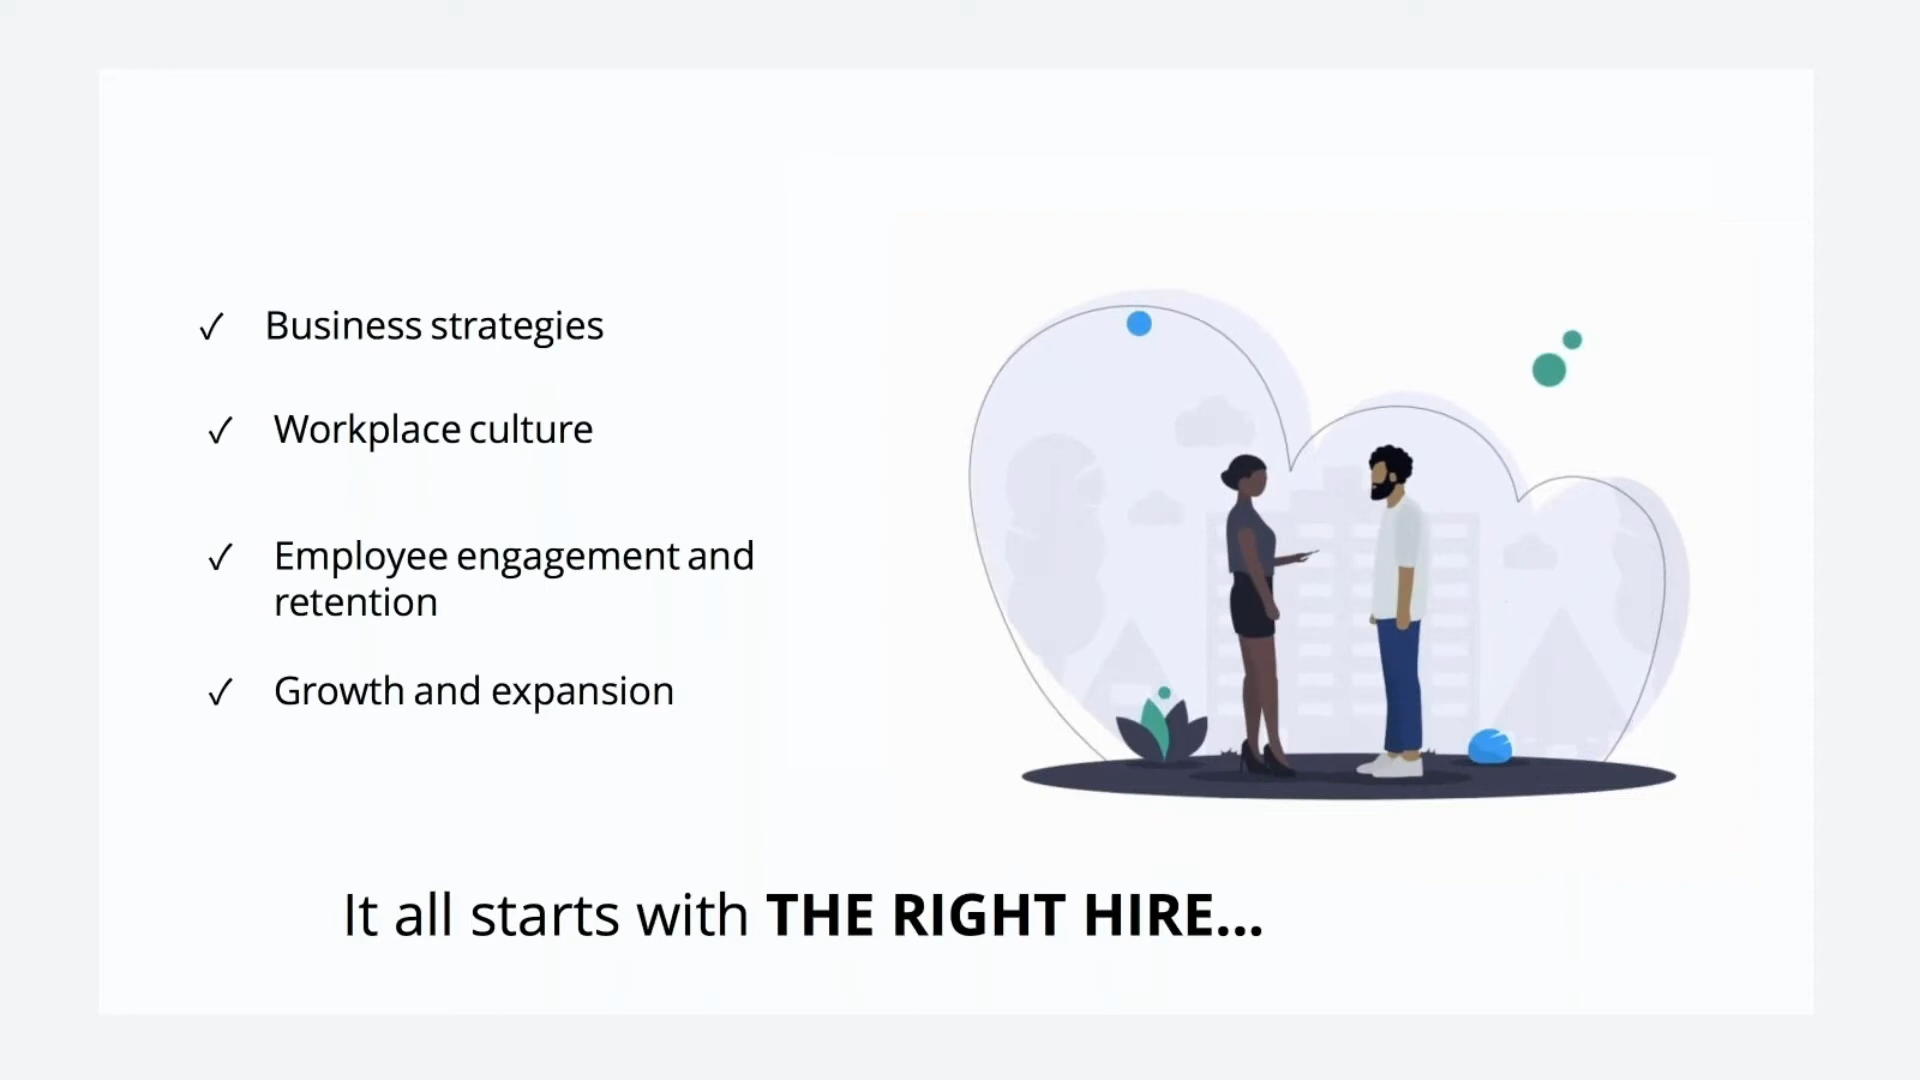 ✓ Business strategies
✓ Workplace culture
✓ Employee engagement and
retention
✓ Growth and expansion
It all starts with THE RIGHT HIRE...